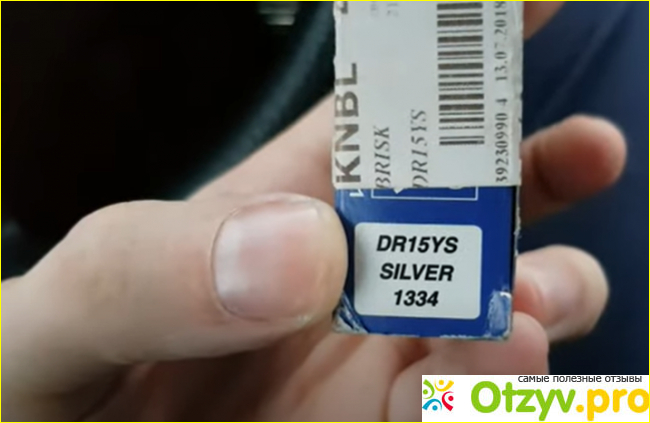 KNBL
BRISK
DR15YS
39230990 4 13.07.2018
DR15YS
SILVER
1334
самые полезные отзывы
Otzyv.pro